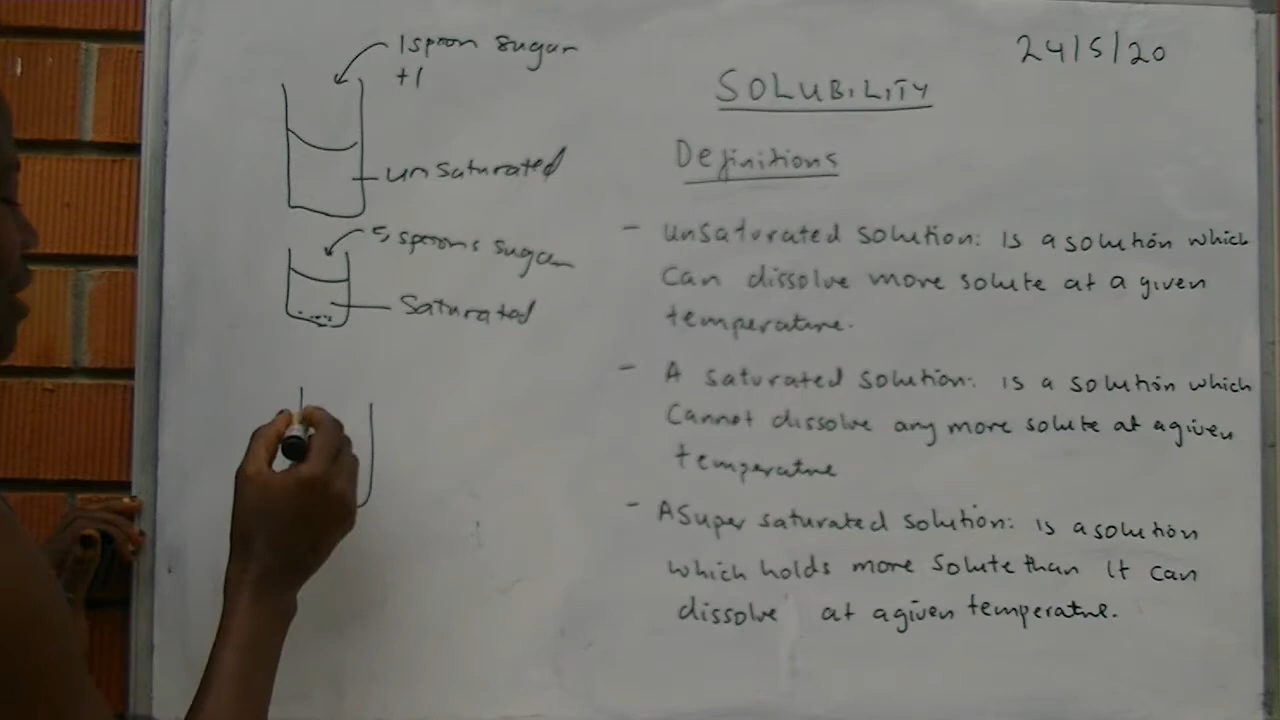 1 spoon sugar
+1
unsaturated
5 spoons sugar
Saturated
24/5/20
SOLUBILITY
Definitions
- unsaturated solution: Is a solution which
Can dissolve more solute at a given
temperature.
- A saturated solution: is a solution which
Cannot dissolve any more solute at a given
temperature
- A Super saturated solution: is a solution
which holds more Solute than it can
dissolve at a given temperature.